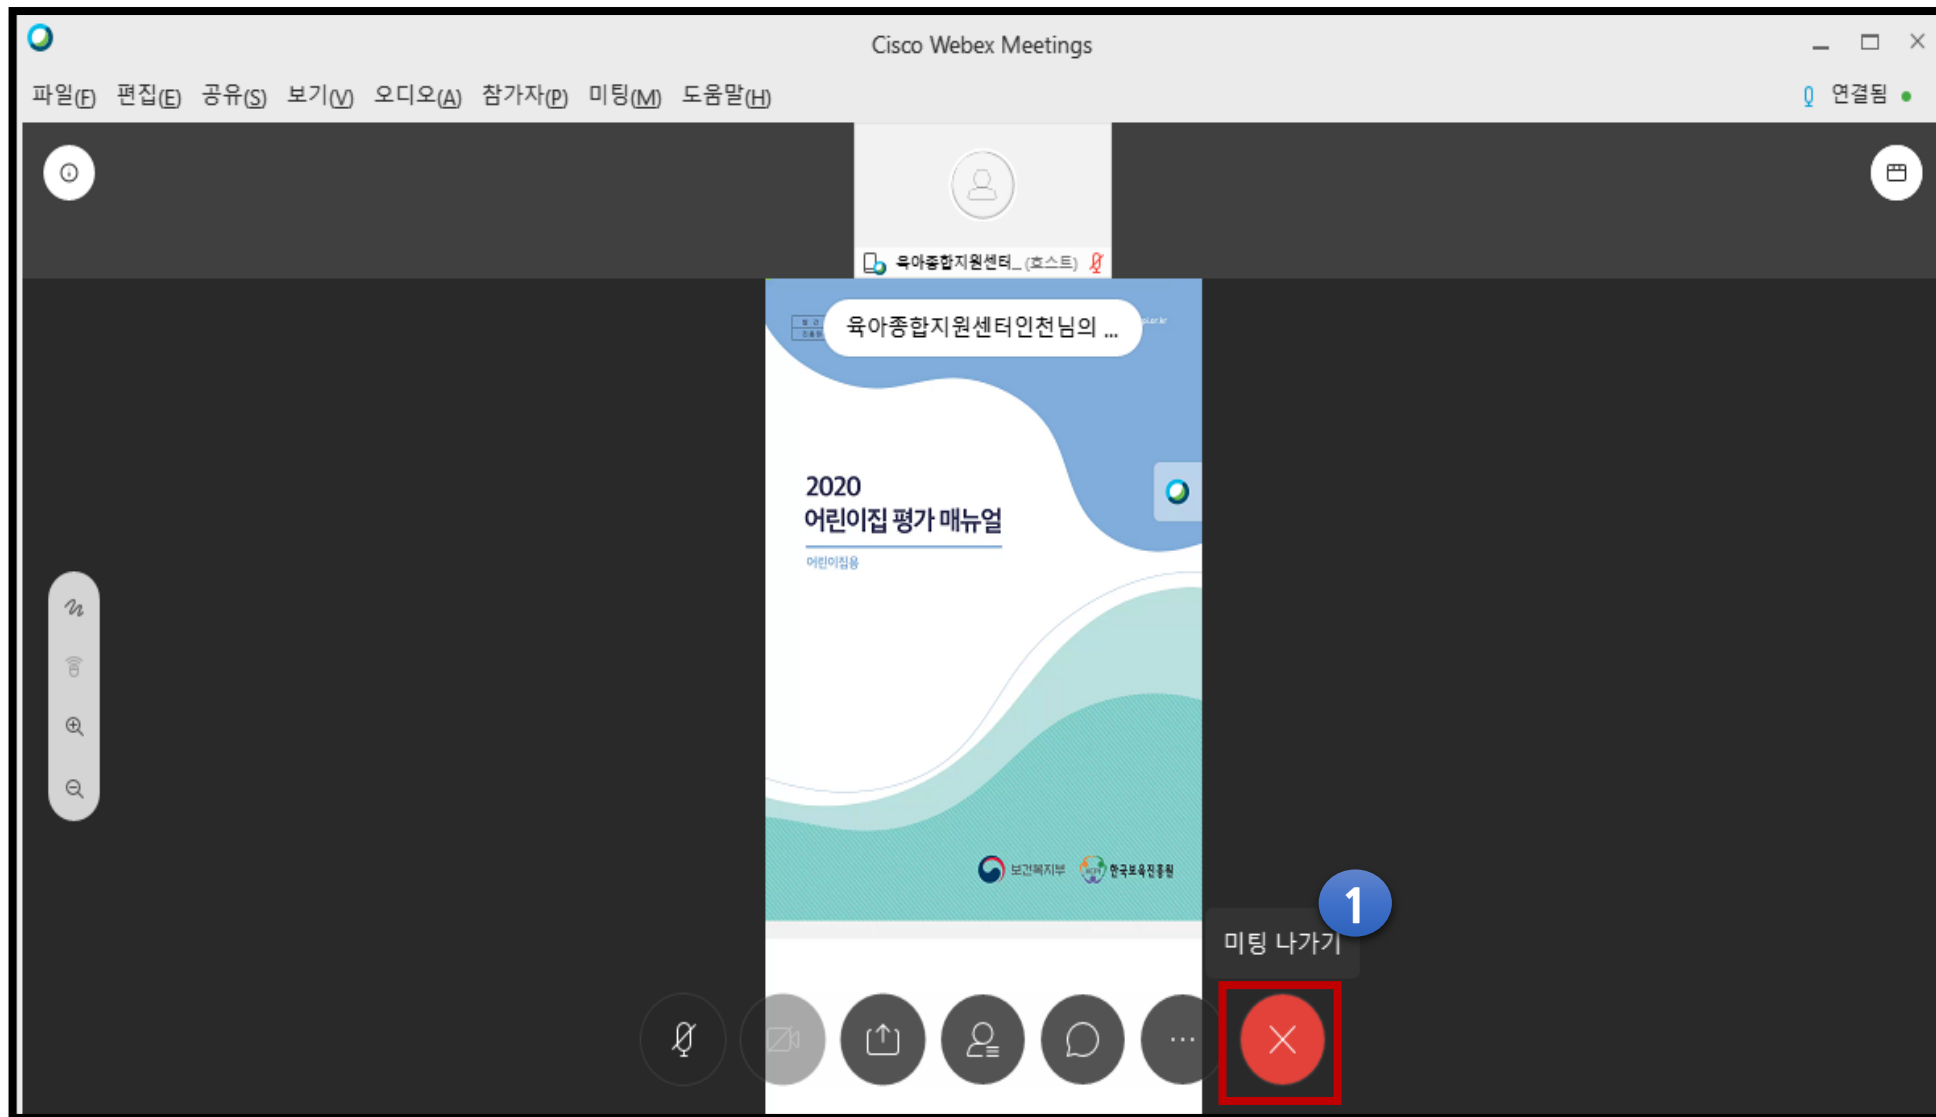 Cisco Webex Meetings
파일(F) 편집(E) 공유(S) 보기(V) 오디오(A) 참가자(P) 미팅(M) 도움말(H)
연결됨
육아종합지원센터_ (호스트)
육아종합지원센터인천님의 ...
2020
어린이집 평가 매뉴얼
어린이집용
보건복지부 한국보육진흥원
1
미팅 나가기